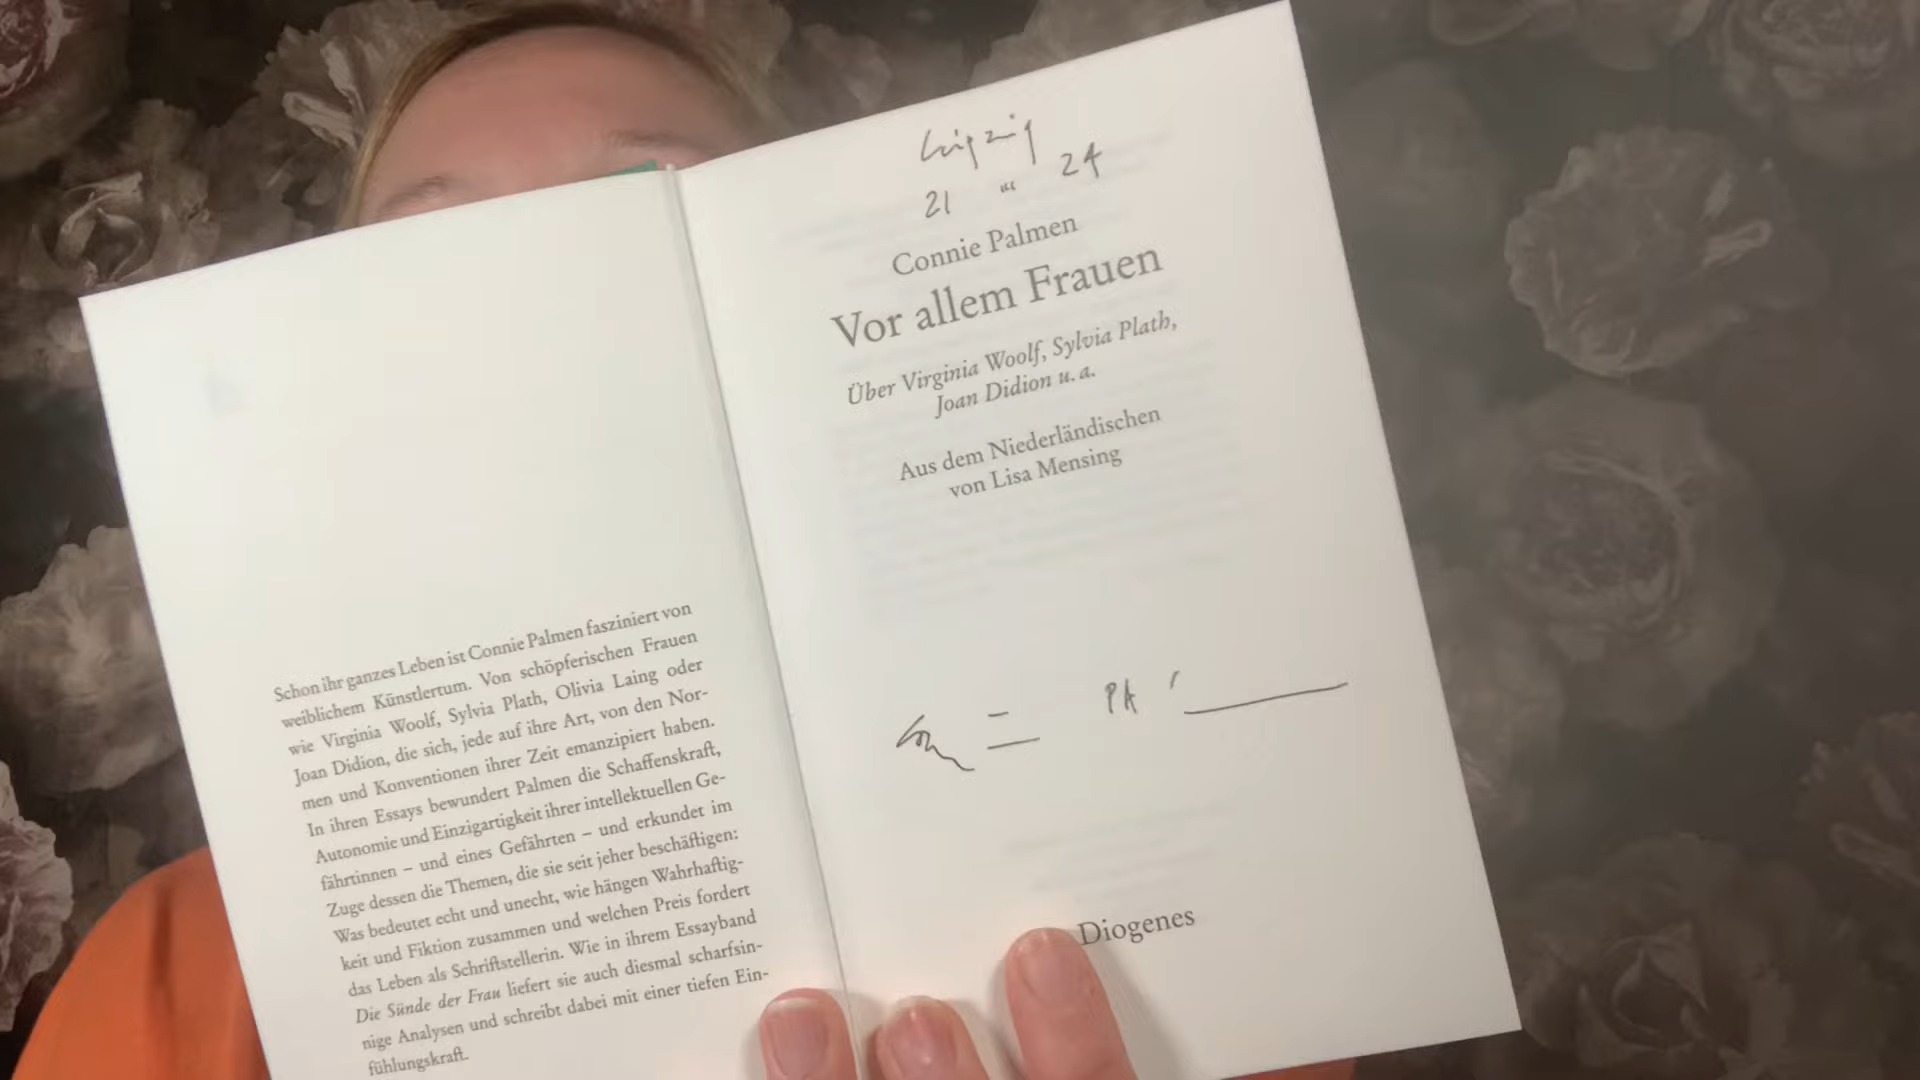 Schon ihr ganzes Leben ist Connie Palmen fasziniert von
weiblichem Künstlertum. Von schöpferischen Frauen
wie Virginia Woolf, Sylvia Plath, Olivia Laing oder
Joan Didion, die sich, jede auf ihre Art, von den Nor-
men und Konventionen ihrer Zeit emanzipiert haben.
In ihren Essays bewundert Palmen die Schaffenskraft,
Autonomie und Einzigartigkeit ihrer intellektuellen Ge-
fährtinnen – und eines Gefährten – und erkundet im
Zuge dessen die Themen, die sie seit jeher beschäftigen:
Was bedeutet echt und unecht, wie hängen Wahrhaftig-
keit und Fiktion zusammen und welchen Preis fordert
das Leben als Schriftstellerin. Wie in ihrem Essayband
Die Sünde der Frau liefert sie auch diesmal scharfsin-
nige Analysen und schreibt dabei mit einer tiefen Ein-
fühlungskraft.
Leipzig
21 ''' 24
Connie Palmen
Vor allem Frauen
Über Virginia Woolf, Sylvia Plath,
Joan Didion u. a.
Aus dem Niederländischen
von Lisa Mensing
Diogenes